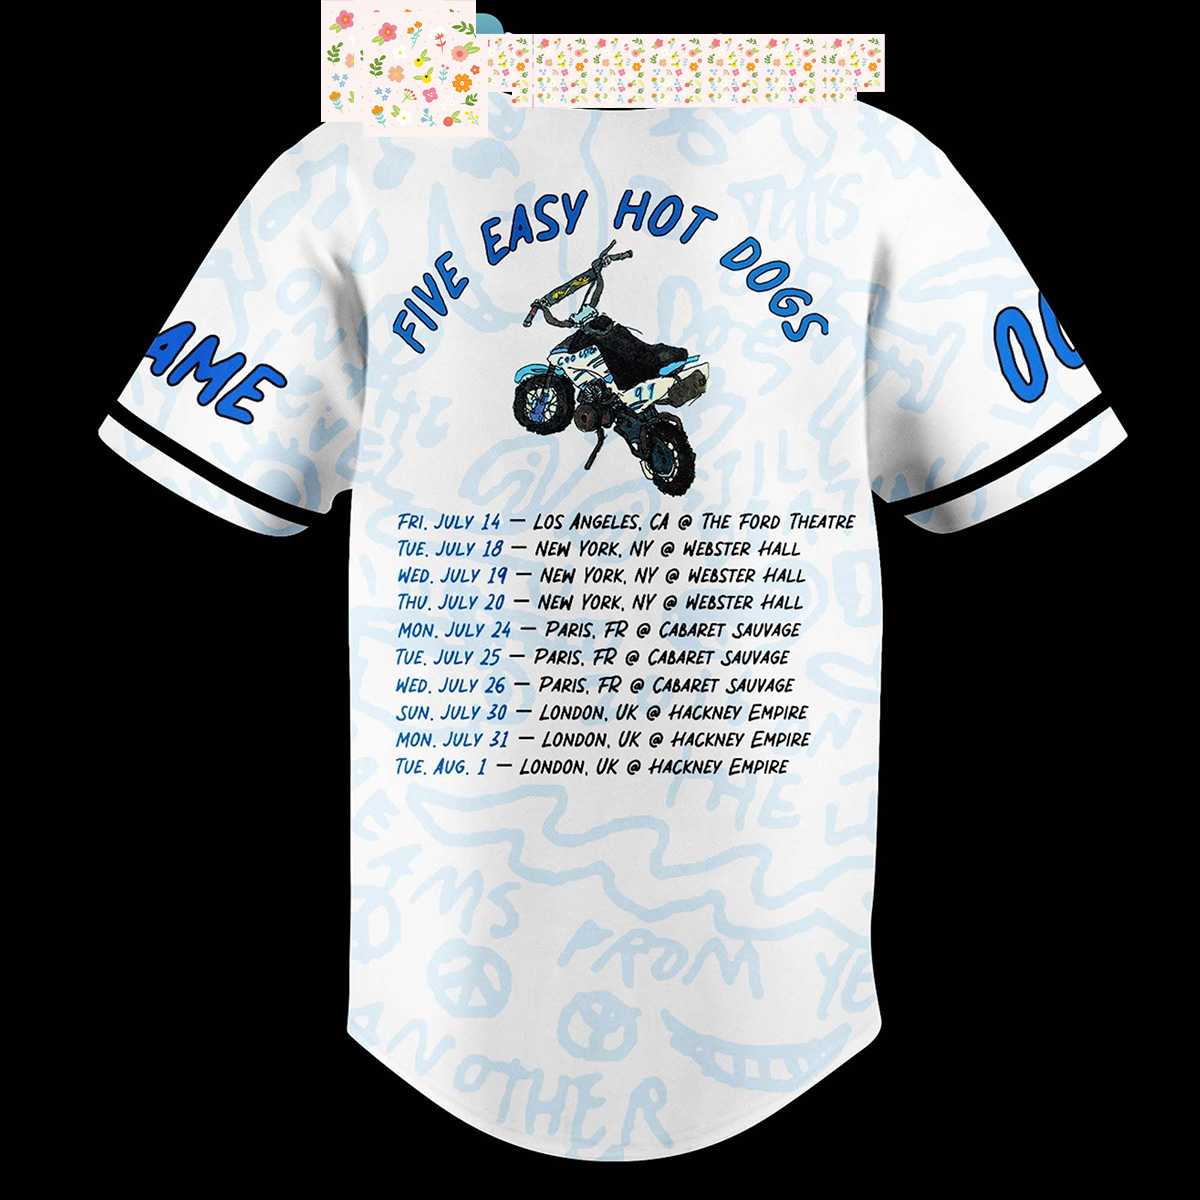 FIVE EASY HOT DOGS
AME
00
99
FRI. JULY 14 – LOS ANGELES, CA @ THE FORD THEATRE
TUE. JULY 18 – NEW YORK, NY @ WEBSTER HALL
WED. JULY 19 – NEW YORK, NY @ WEBSTER HALL
THU. JULY 20 – NEW YORK, NY @ WEBSTER HALL
MON. JULY 24 – PARIS, FR @ CABARET SAUVAGE
TUE. JULY 25 – PARIS, FR @ CABARET SAUVAGE
WED. JULY 26 – PARIS, FR @ CABARET SAUVAGE
SUN. JULY 30 – LONDON, UK @ HACKNEY EMPIRE
MON. JULY 31 – LONDON, UK @ HACKNEY EMPIRE
TUE. AUG. 1 – LONDON, UK @ HACKNEY EMPIRE
THIS
THE
FROM
ANOTHER